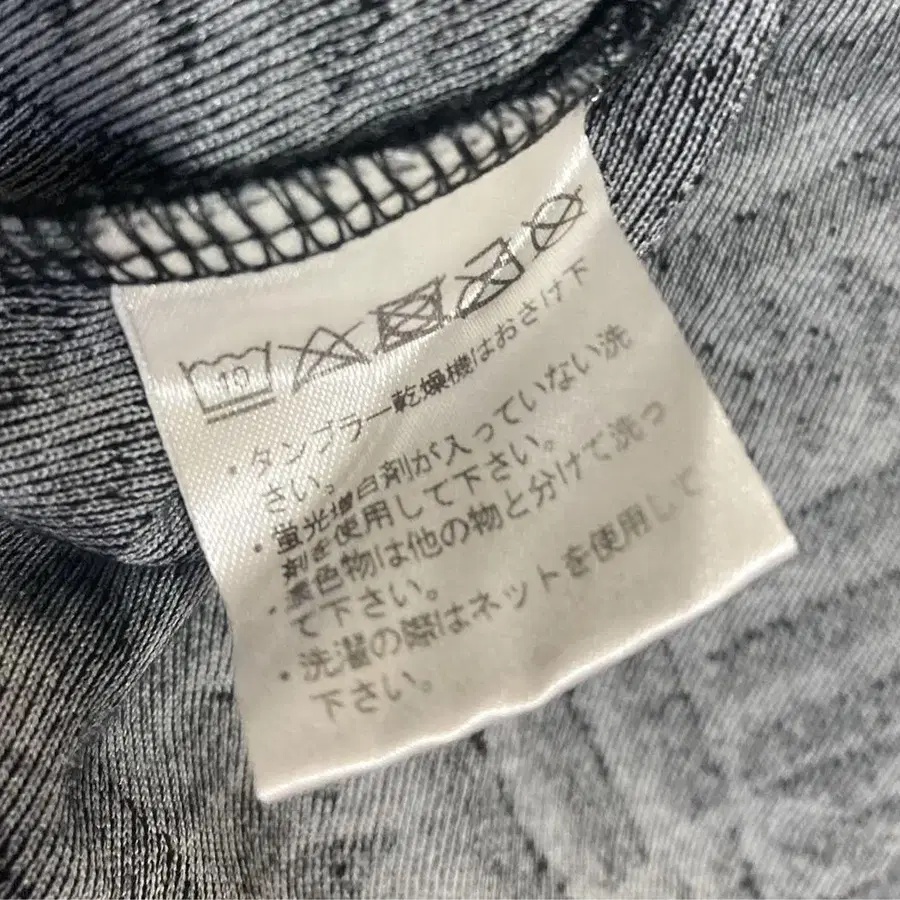 ・タンブラー乾燥機はおさけ下
さい。
・蛍光増白剤が入っていない洗
剤を使用して下さい。
・濃色物は他の物と分けて洗っ
て下さい。
・洗濯の際はネットを使用して
下さい。